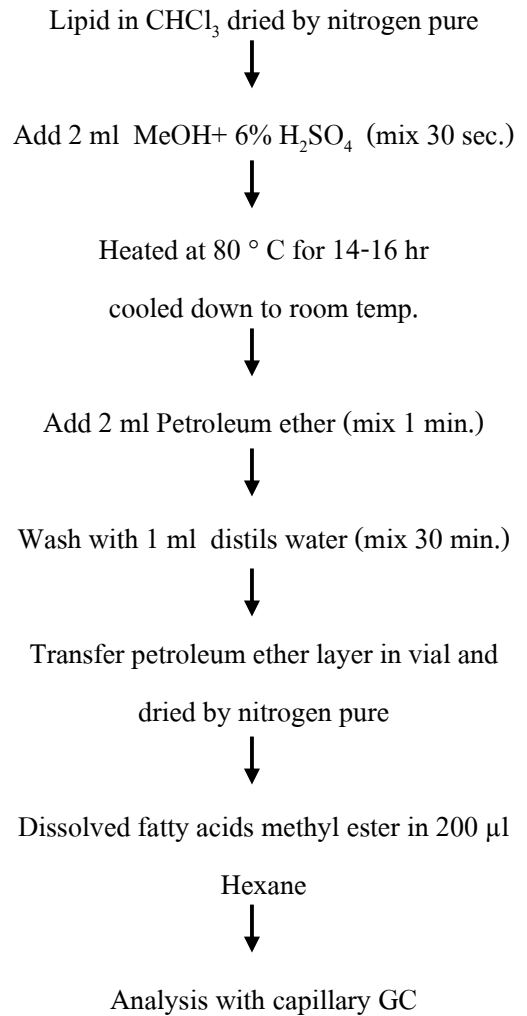 Lipid in CHCl₃ dried by nitrogen pure
Add 2 ml MeOH+ 6% H₂SO₄ (mix 30 sec.)
Heated at 80 ° C for 14-16 hr
cooled down to room temp.
Add 2 ml Petroleum ether (mix 1 min.)
Wash with 1 ml distils water (mix 30 min.)
Transfer petroleum ether layer in vial and
dried by nitrogen pure
Dissolved fatty acids methyl ester in 200 µl
Hexane
Analysis with capillary GC